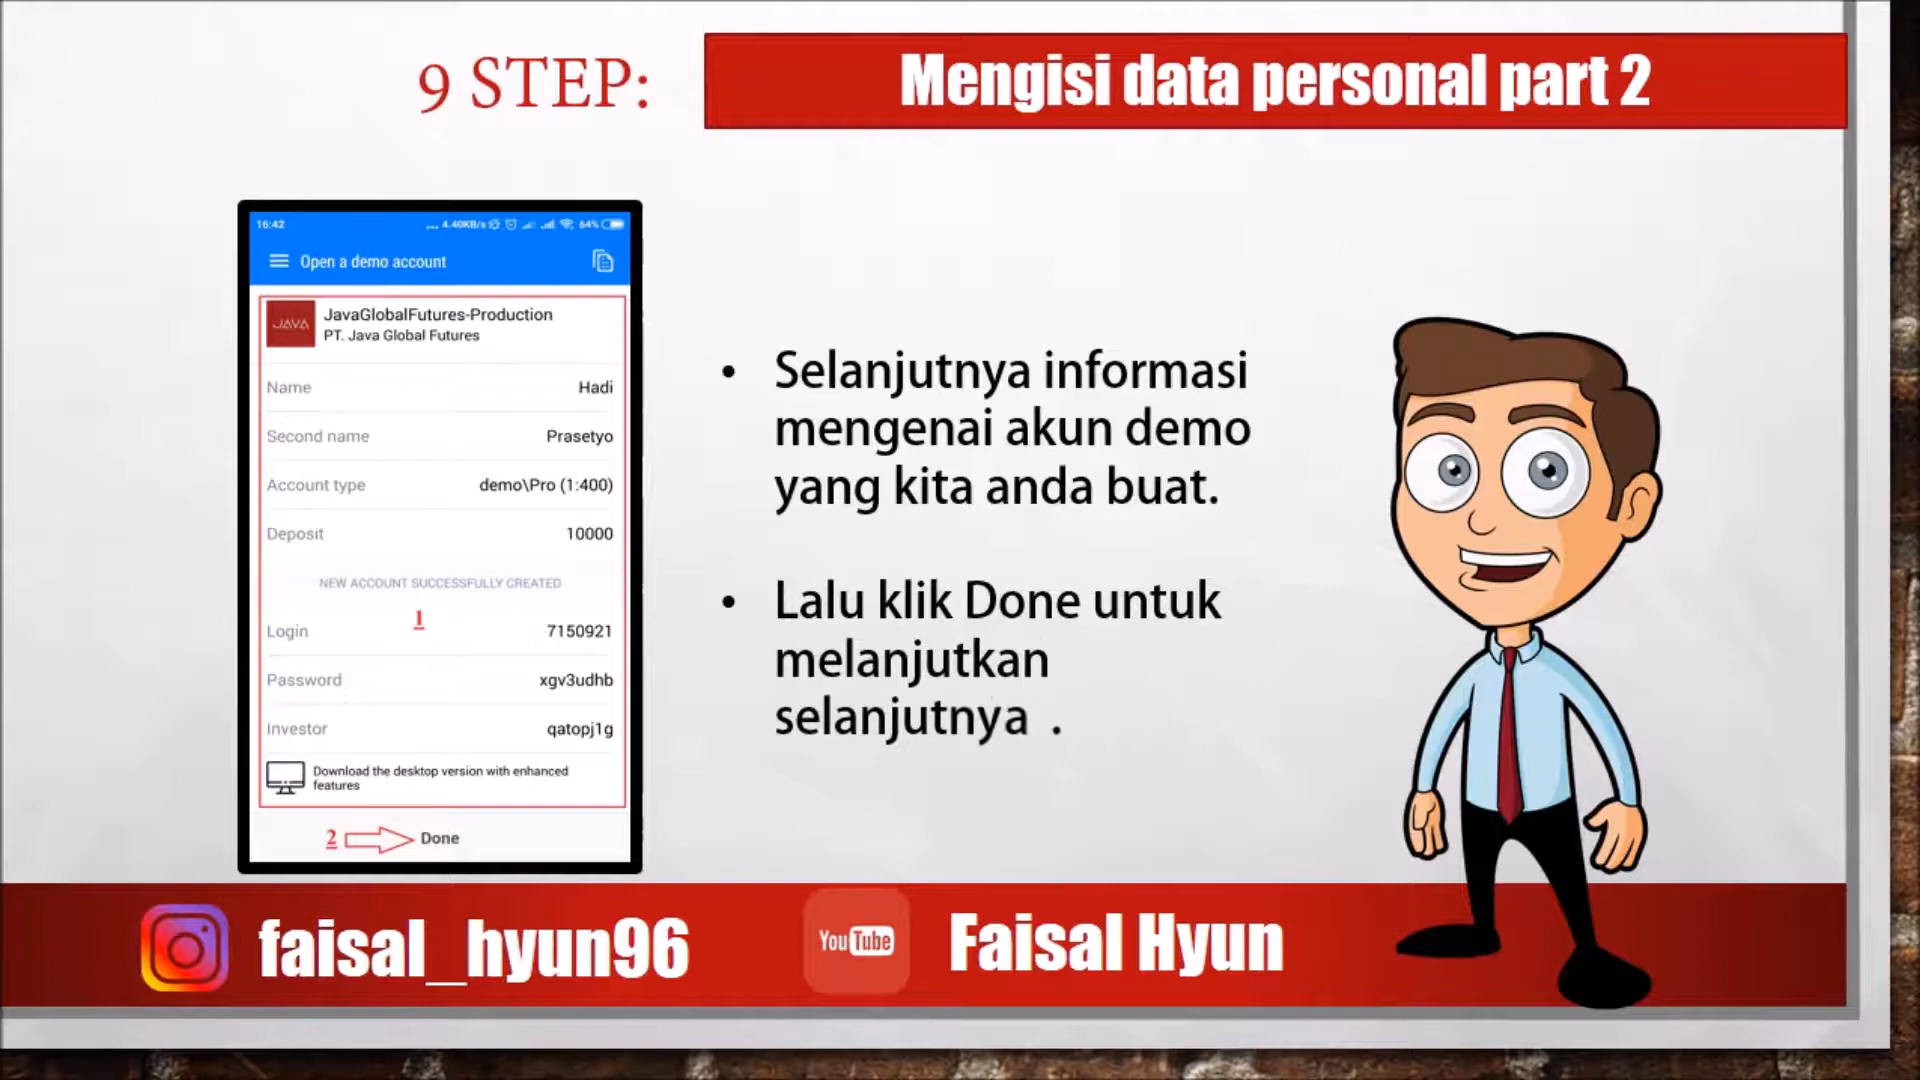 9 STEP:
Mengisi data personal part 2
16:42
... 4.40KB/s
64%
Open a demo account
JAVA
JavaGlobalFutures-Production
PT. Java Global Futures
Name Hadi
Second name Prasetyo
Account type demo\Pro (1:400)
Deposit 10000
NEW ACCOUNT SUCCESSFULLY CREATED
1
Login 7150921
Password xgv3udhb
Investor qatopj1g
Download the desktop version with enhanced
features
2 Done
• Selanjutnya informasi
mengenai akun demo
yang kita anda buat.
• Lalu klik Done untuk
melanjutkan
selanjutnya .
faisal_hyun96
YouTube
Faisal Hyun